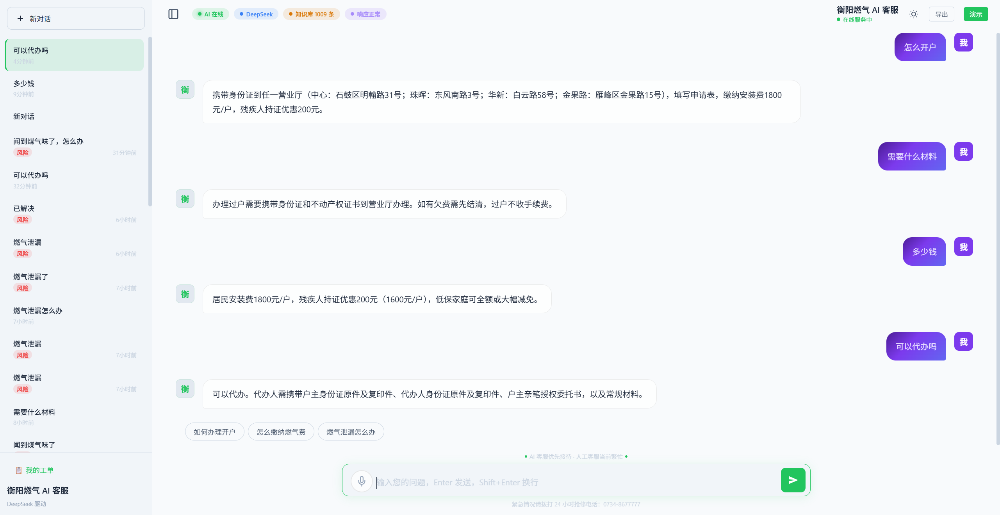 新对话
可以代办吗
4分钟前
多少钱
9分钟前
新对话
闻到煤气味了，怎么办
风险
31分钟前
可以代办吗
32分钟前
已解决
风险
6小时前
燃气泄漏
风险
6小时前
燃气泄漏了
风险
7小时前
燃气泄漏怎么办
7小时前
燃气泄漏
风险
7小时前
燃气泄漏
风险
7小时前
需要什么材料
8小时前
闻到煤气味了
我的工单
衡阳燃气 AI 客服
DeepSeek 驱动
AI 在线
DeepSeek
知识库 1009 条
响应正常
衡阳燃气 AI 客服
在线服务中
导出
演示
怎么开户
我
衡
携带身份证到任一营业厅（中心：石鼓区明翰路31号；珠晖：东风南路3号；华新：白云路58号；金果路：雁峰区金果路15号），填写申请表，缴纳安装费1800
元/户，残疾人持证优惠200元。
需要什么材料
我
衡
办理过户需要携带身份证和不动产权证书到营业厅办理。如有欠费需先结清，过户不收手续费。
多少钱
我
衡
居民安装费1800元/户，残疾人持证优惠200元（1600元/户），低保家庭可全额或大幅减免。
可以代办吗
我
衡
可以代办。代办人需携带户主身份证原件及复印件、代办人身份证原件及复印件、户主亲笔授权委托书，以及常规材料。
如何办理开户
怎么缴纳燃气费
燃气泄漏怎么办
AI 客服优先接待 · 人工客服当前繁忙
输入您的问题，Enter 发送，Shift+Enter 换行
紧急情况请拨打 24 小时抢修电话：0734-8677777